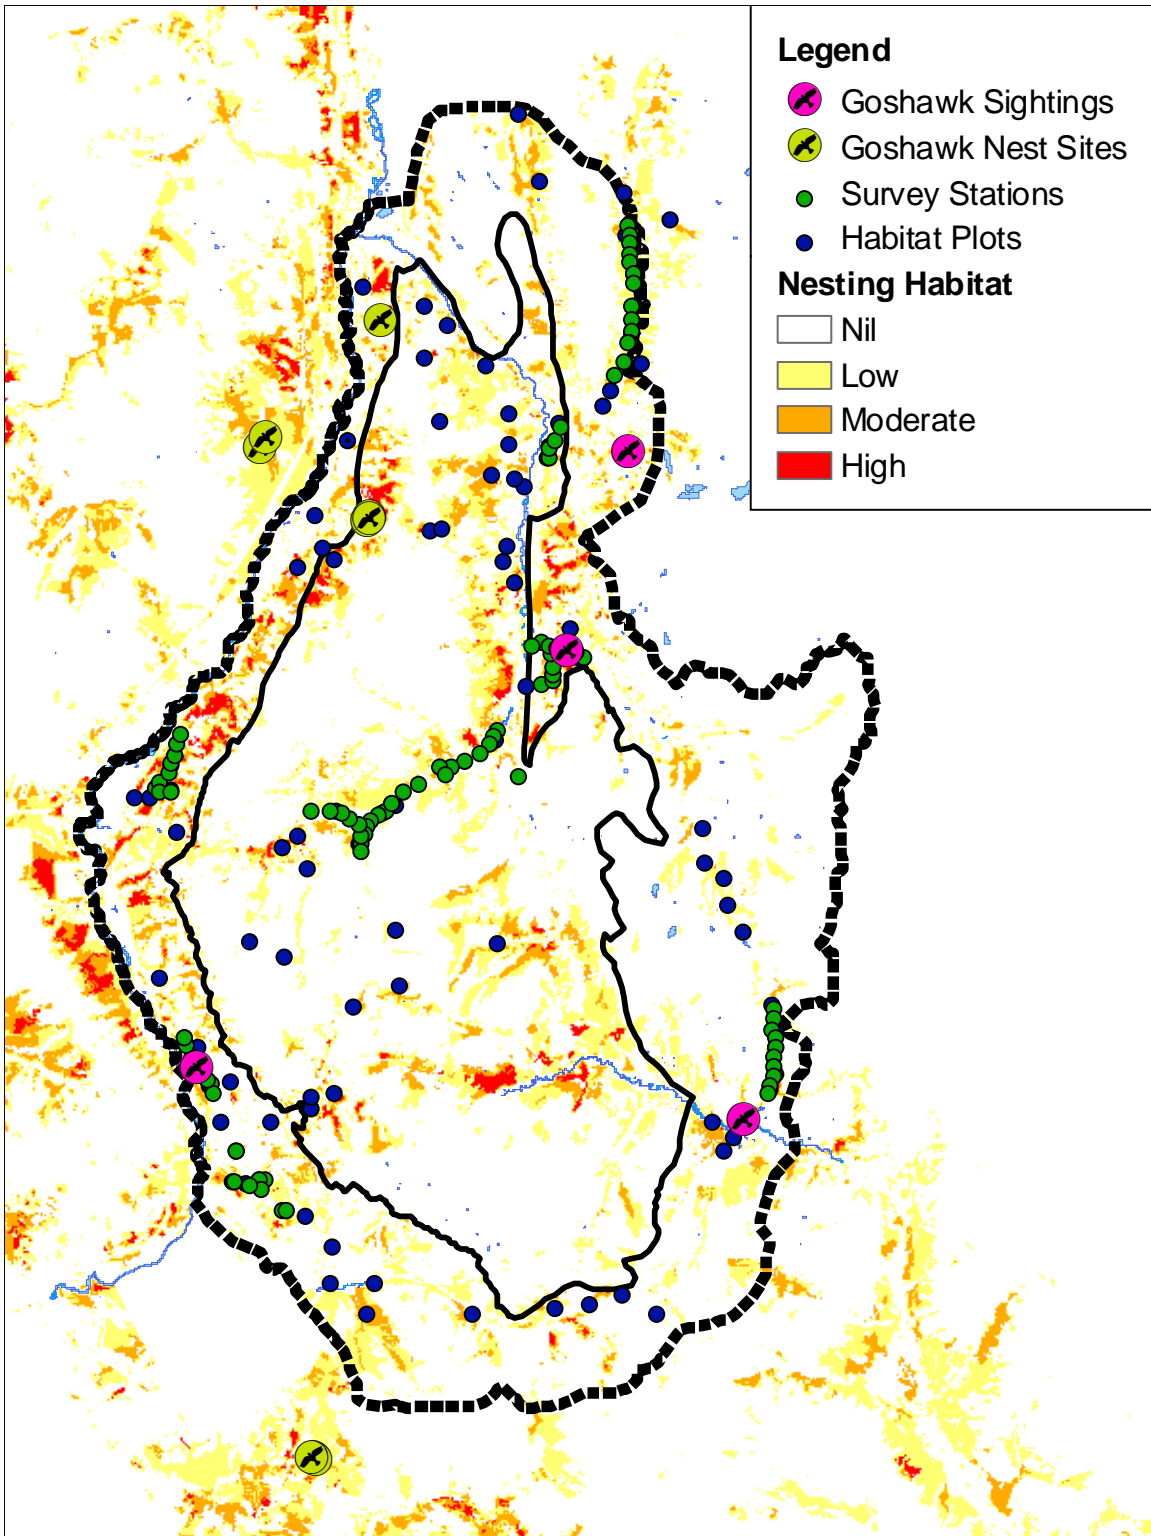 Legend
Goshawk Sightings
Goshawk Nest Sites
Survey Stations
Habitat Plots
Nesting Habitat
Nil
Low
Moderate
High